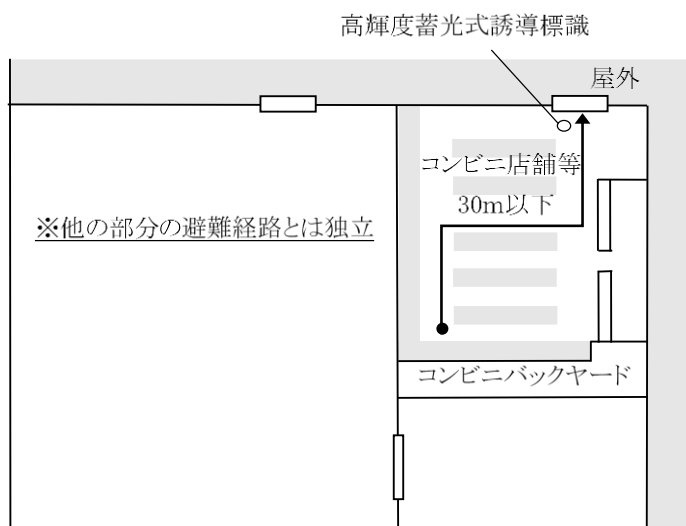 高輝度蓄光式誘導標識
屋外
コンビニ店舗等
30m以下
※他の部分の避難経路とは独立
コンビニバックヤード